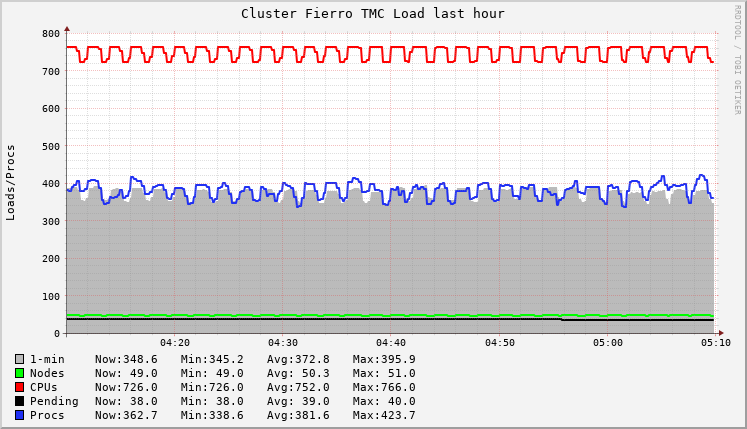 Cluster Fierro TMC Load last hour
RRDTOOL / TOBI OETIKER
Loads/Procs
800
700
600
500
400
300
200
100
0
04:20 04:30 04:40 04:50 05:00 05:10
1-min Now:348.6 Min:345.2 Avg:372.8 Max:395.9
Nodes Now: 49.0 Min: 49.0 Avg: 50.3 Max: 51.0
CPUs Now:726.0 Min:726.0 Avg:752.0 Max:766.0
Pending Now: 38.0 Min: 38.0 Avg: 39.0 Max: 40.0
Procs Now:362.7 Min:338.6 Avg:381.6 Max:423.7